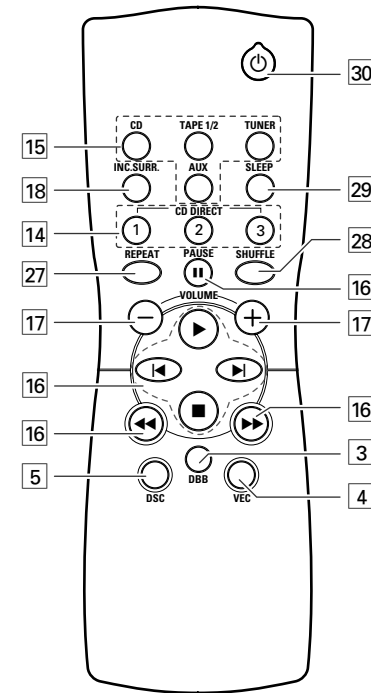 30
CD TAPE 1/2 TUNER
15
INC.SURR. AUX SLEEP
18 29
CD DIRECT
14 1 2 3
28
REPEAT PAUSE SHUFFLE
27 16
VOLUME
17 17
16
16 16
3
5 DSC DBB VEC 4